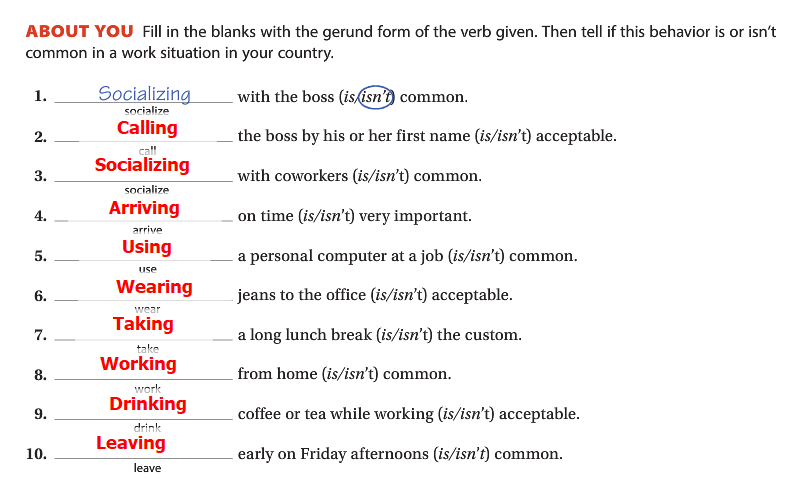 ABOUT YOU Fill in the blanks with the gerund form of the verb given. Then tell if this behavior is or isn't
common in a work situation in your country.
1. Socializing with the boss (is/isn't) common.
socialize
2. Calling the boss by his or her first name (is/isn't) acceptable.
call
3. Socializing with coworkers (is/isn't) common.
socialize
4. Arriving on time (is/isn't) very important.
arrive
5. Using a personal computer at a job (is/isn't) common.
use
6. Wearing jeans to the office (is/isn't) acceptable.
wear
7. Taking a long lunch break (is/isn't) the custom.
take
8. Working from home (is/isn't) common.
work
9. Drinking coffee or tea while working (is/isn't) acceptable.
drink
10. Leaving early on Friday afternoons (is/isn't) common.
leave